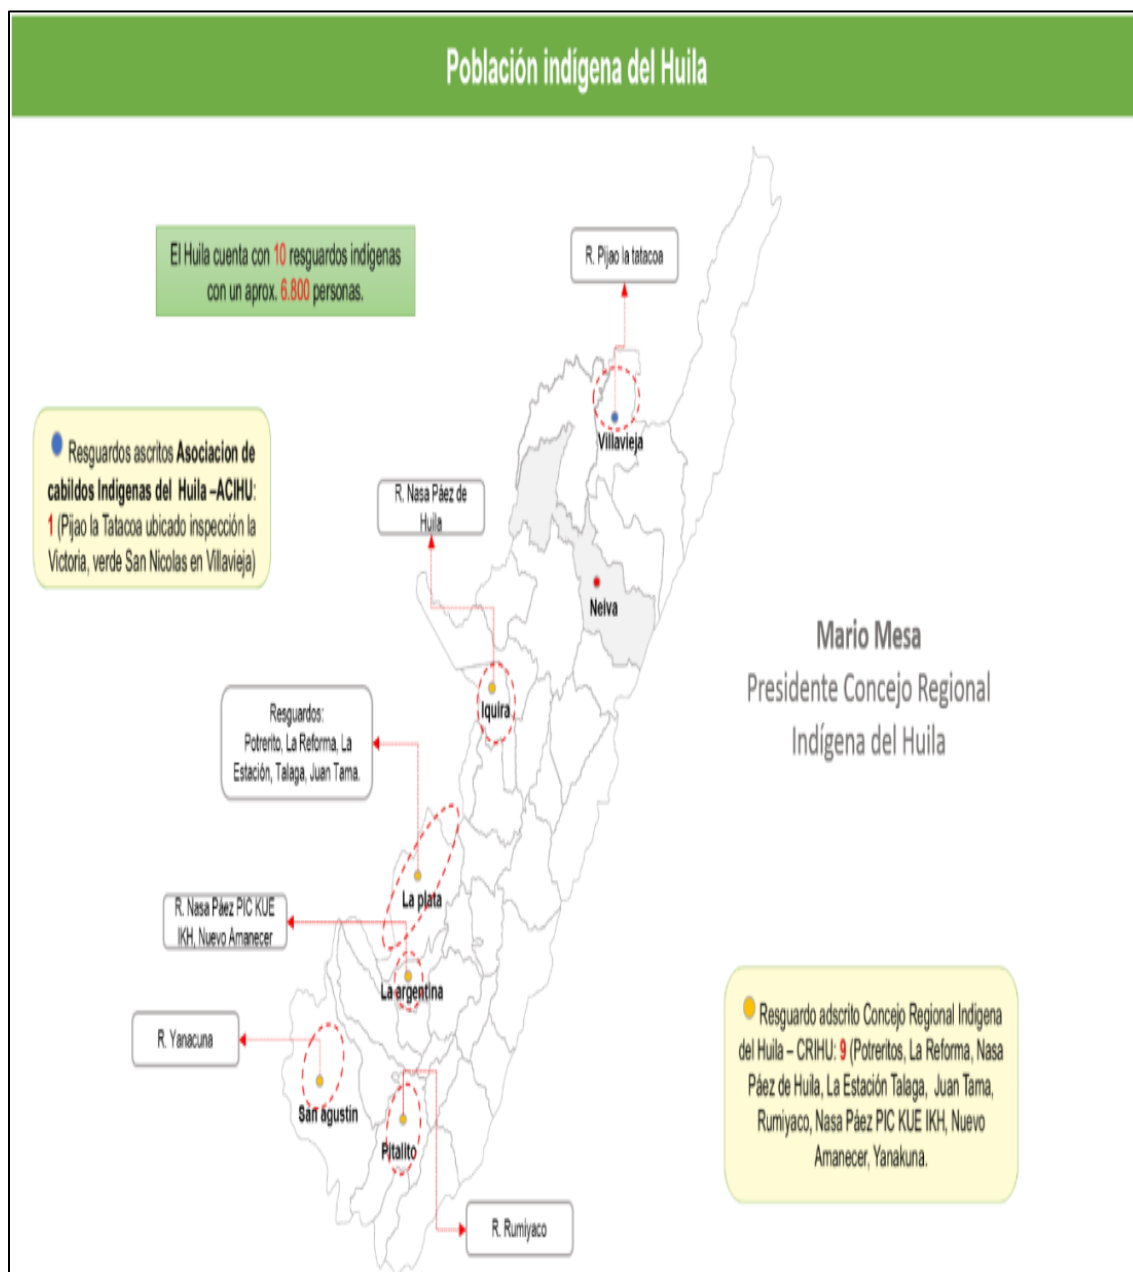 Población indígena del Huila
El Huila cuenta con 10 resguardos indígenas
con un aprox. 6.800 personas.
R. Pijao la tatacoa
Villavieja
Resguardos ascritos Asociacion de
cabildos Indigenas del Huila –ACIHU:
1 (Pijao la Tatacoa ubicado inspección la
Victoria, verde San Nicolas en Villavieja)
R. Nasa Páez de
Huila
Neiva
Mario Mesa
Presidente Concejo Regional
Indígena del Huila
Iquira
Resguardos:
Potrerito, La Reforma, La
Estación, Talaga, Juan Tama.
La plata
R. Nasa Páez PIC KUE
IKH, Nuevo Amanecer
La argentina
R. Yanacuna
San agustin
Pitalito
Resguardo adscrito Concejo Regional Indigena
del Huila – CRIHU: 9 (Potreritos, La Reforma, Nasa
Páez de Huila, La Estación Talaga, Juan Tama,
Rumiyaco, Nasa Páez PIC KUE IKH, Nuevo
Amanecer, Yanakuna.
R. Rumiyaco